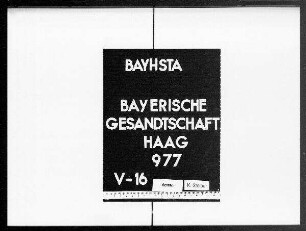 BAYHSTA
BAYERISCHE
GESANDTSCHAFT
HAAG
977
V-16